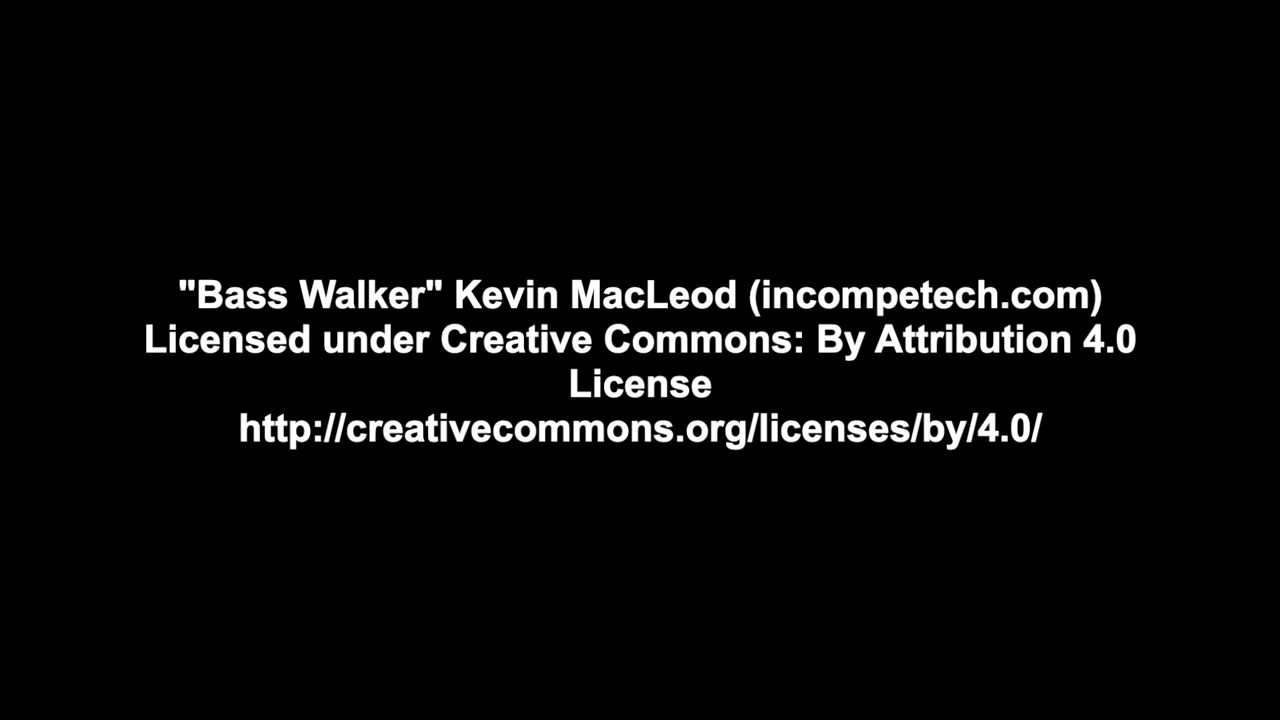 "Bass Walker" Kevin MacLeod (incompetech.com)
Licensed under Creative Commons: By Attribution 4.0
License
http://creativecommons.org/licenses/by/4.0/